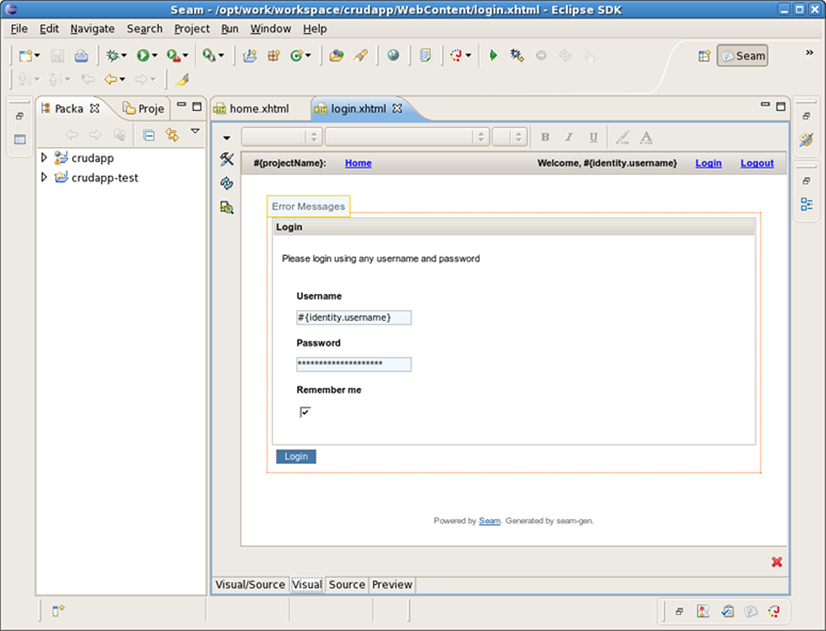 Seam - /opt/work/workspace/crudapp/WebContent/login.xhtml - Eclipse SDK
File Edit Navigate Search Project Run Window Help
Seam
»
Packa Proje
home.xhtml login.xhtml
B I U A
#{projectName}: Home Welcome, #{identity.username} Login Logout
crudapp
crudapp-test
Error Messages
Login
Please login using any username and password
Username
#{identity.username}
Password
********************
Remember me
Login
Powered by Seam. Generated by seam-gen.
Visual/Source Visual Source Preview